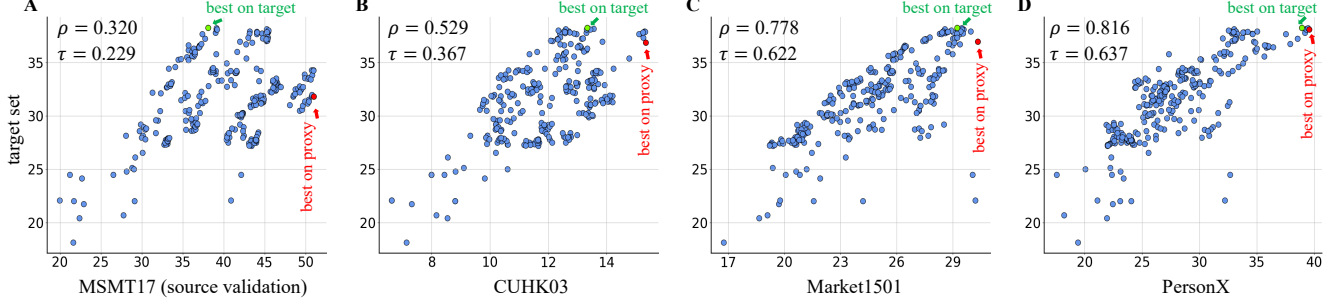 A
best on target
ρ = 0.320
τ = 0.229
best on proxy
target set
35
30
25
20
20 25 30 35 40 45 50
MSMT17 (source validation)
B
best on target
ρ = 0.529
τ = 0.367
best on proxy
35
30
25
20
8 10 12 14
CUHK03
C
best on target
ρ = 0.778
τ = 0.622
best on proxy
35
30
25
20
17 20 23 26 29
Market1501
D
best on target
ρ = 0.816
τ = 0.637
best on proxy
35
30
25
20
20 25 30 35 40
PersonX